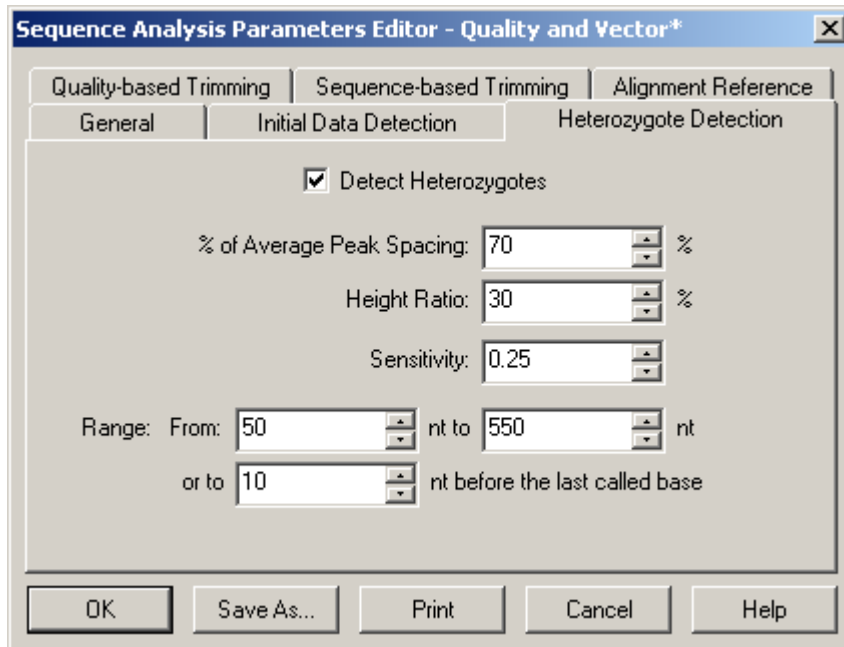 Sequence Analysis Parameters Editor - Quality and Vector*
Quality-based Trimming Sequence-based Trimming Alignment Reference
General Initial Data Detection Heterozygote Detection
Detect Heterozygotes
% of Average Peak Spacing: 70 %
Height Ratio: 30 %
Sensitivity: 0.25
Range: From: 50 nt to 550 nt
or to 10 nt before the last called base
OK Save As... Print Cancel Help